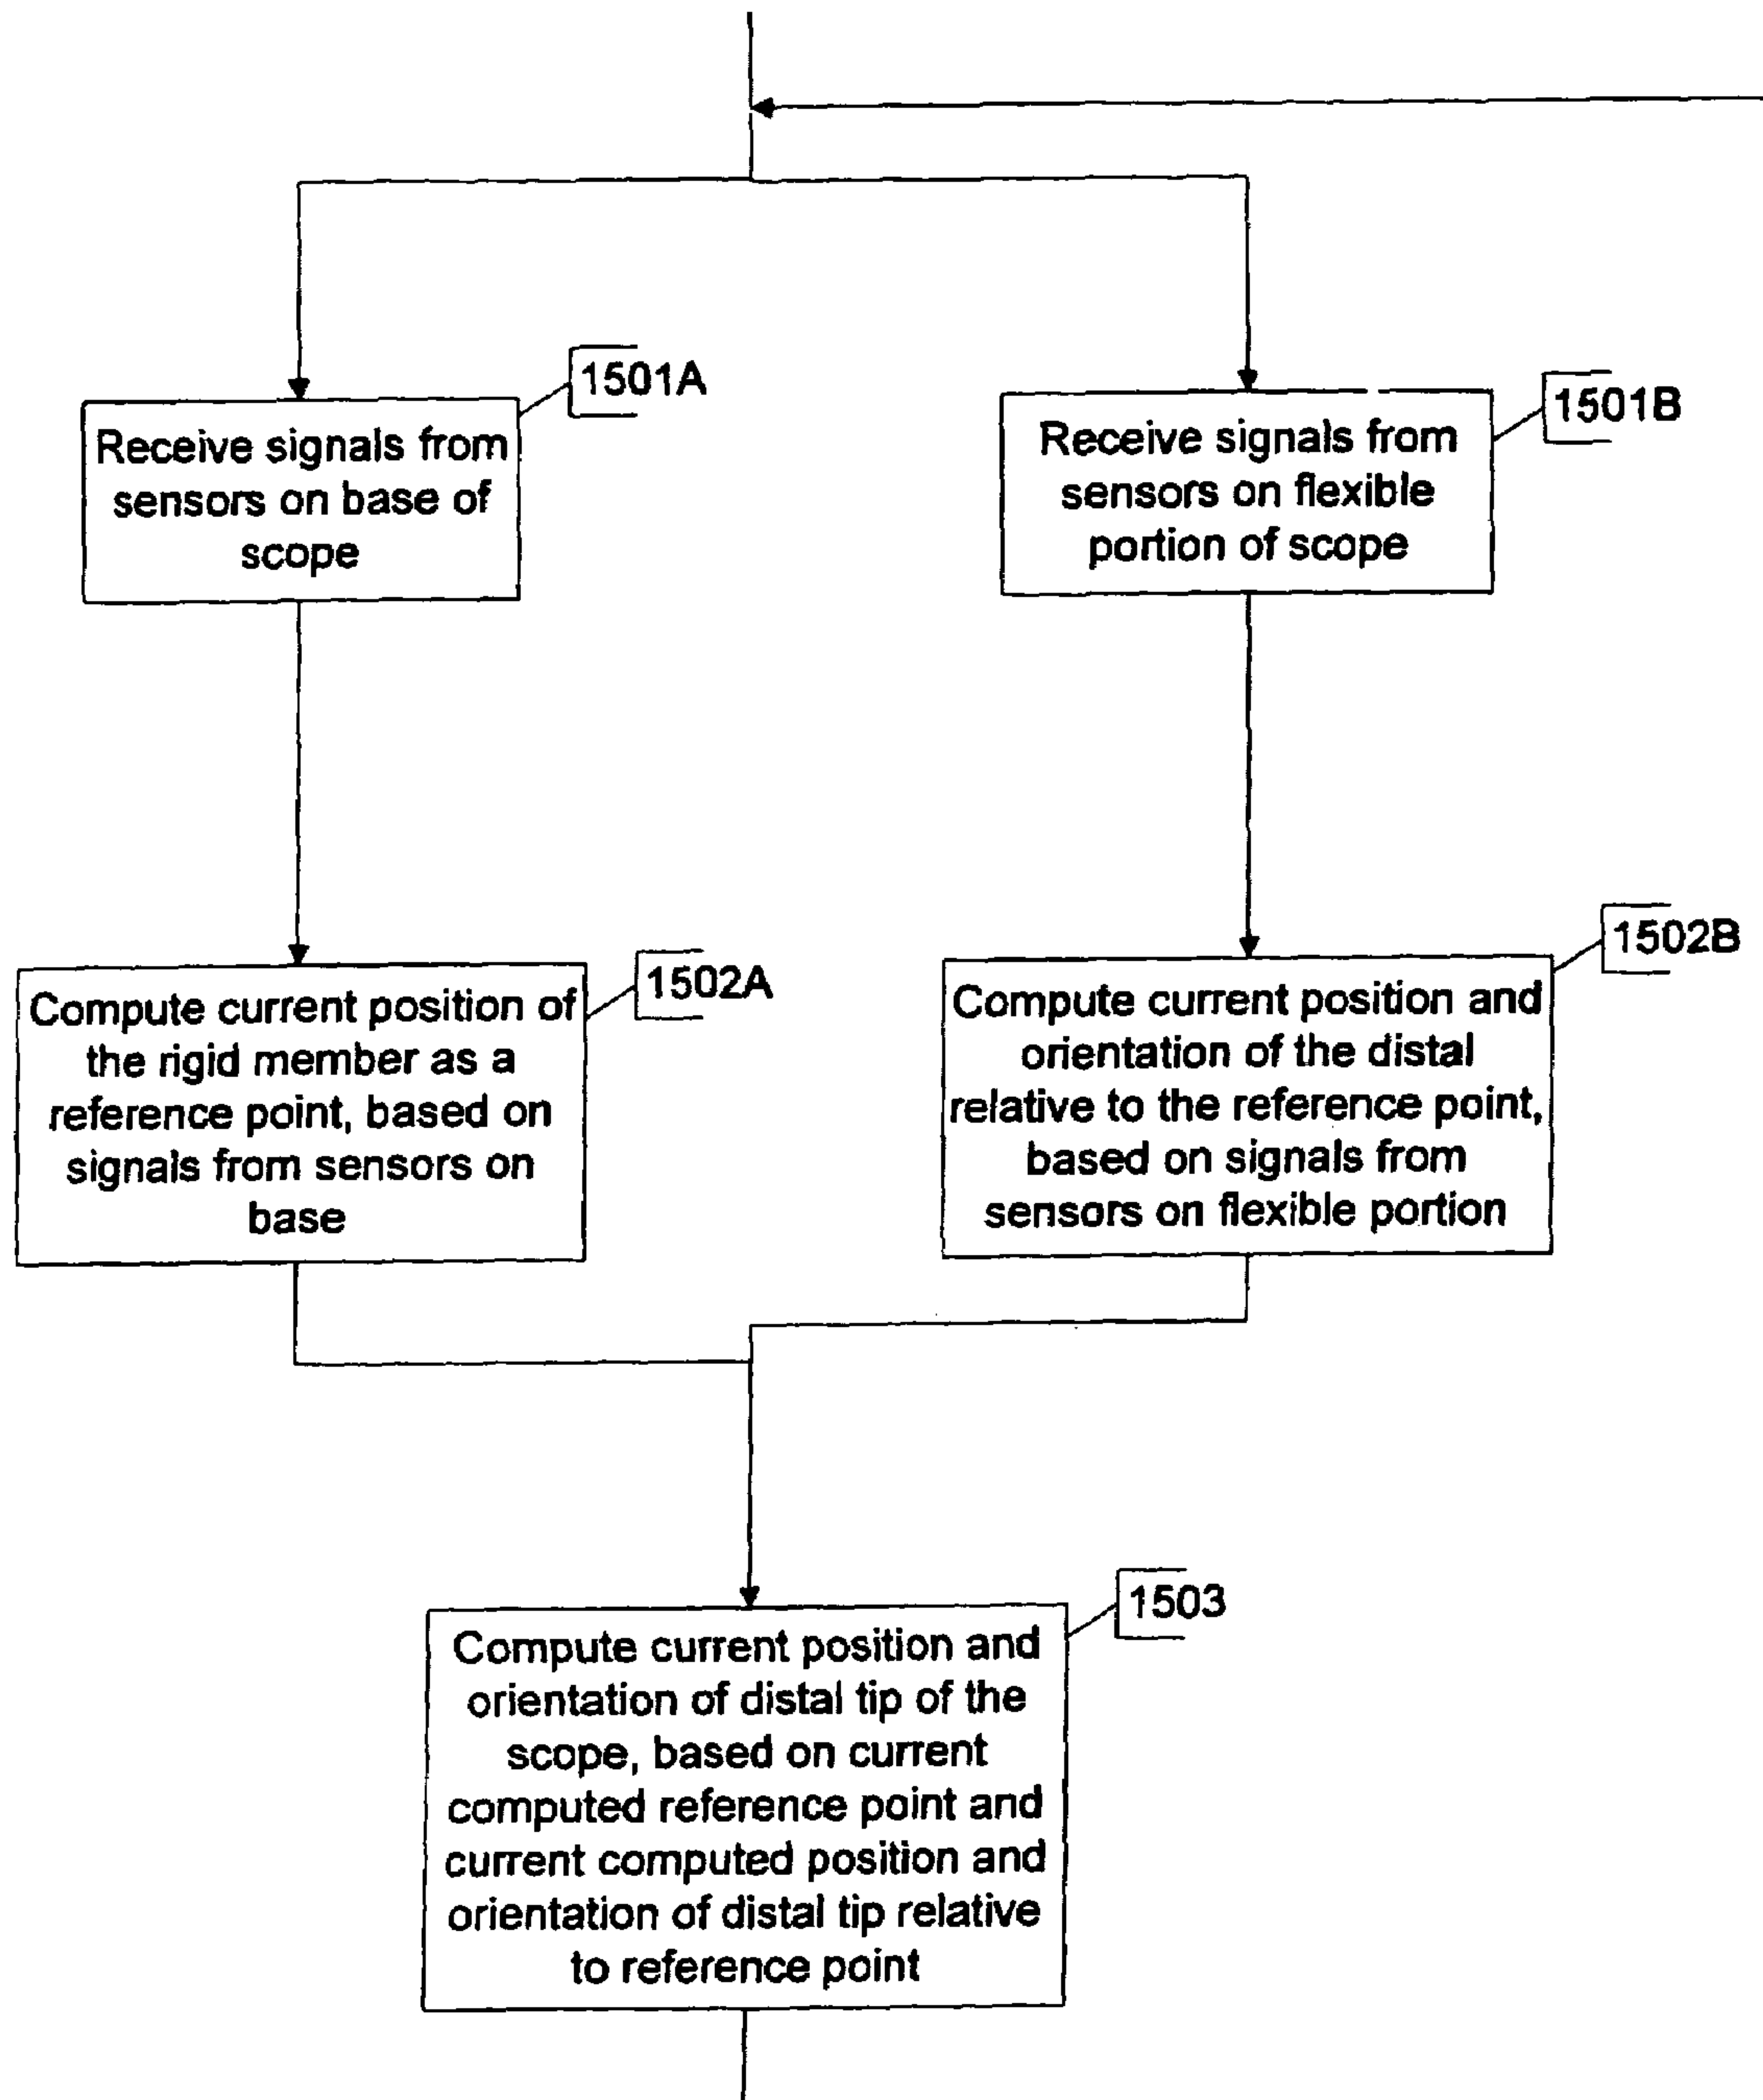 1501A
Receive signals from
sensors on base of
scope
1501B
Receive signals from
sensors on flexible
portion of scope
1502A
Compute current position of
the rigid member as a
reference point, based on
signals from sensors on
base
1502B
Compute current position and
orientation of the distal
relative to the reference point,
based on signals from
sensors on flexible portion
1503
Compute current position and
orientation of distal tip of the
scope, based on current
computed reference point and
current computed position and
orientation of distal tip relative
to reference point